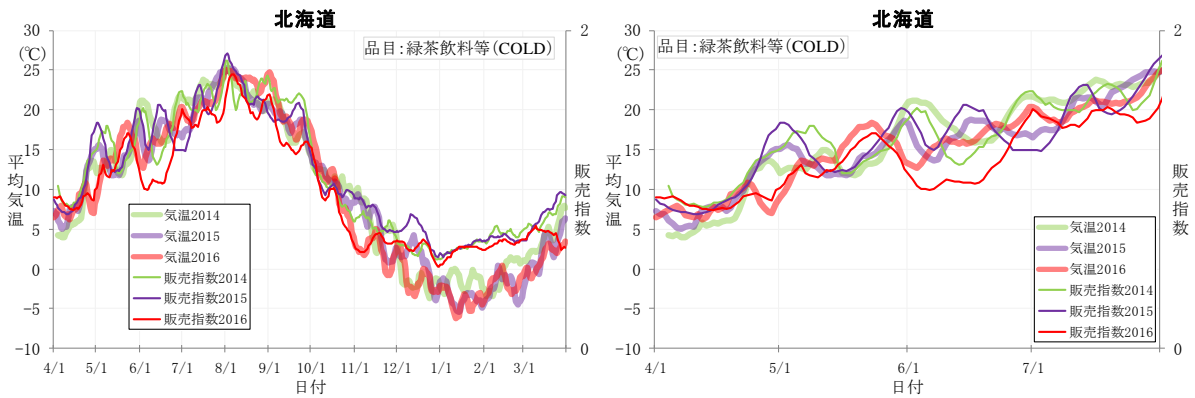 北海道
30
(℃)
25
20
15
10
5
0
-5
-10
平均気温
2
0
販売指数
品目：緑茶飲料等（COLD）
気温2014
気温2015
気温2016
販売指数2014
販売指数2015
販売指数2016
4/1 5/1 6/1 7/1 8/1 9/1 10/1 11/1 12/1 1/1 2/1 3/1
日付
北海道
30
(℃)
25
20
15
10
5
0
-5
-10
平均気温
2
0
販売指数
品目：緑茶飲料等（COLD）
気温2014
気温2015
気温2016
販売指数2014
販売指数2015
販売指数2016
4/1 5/1 6/1 7/1
日付